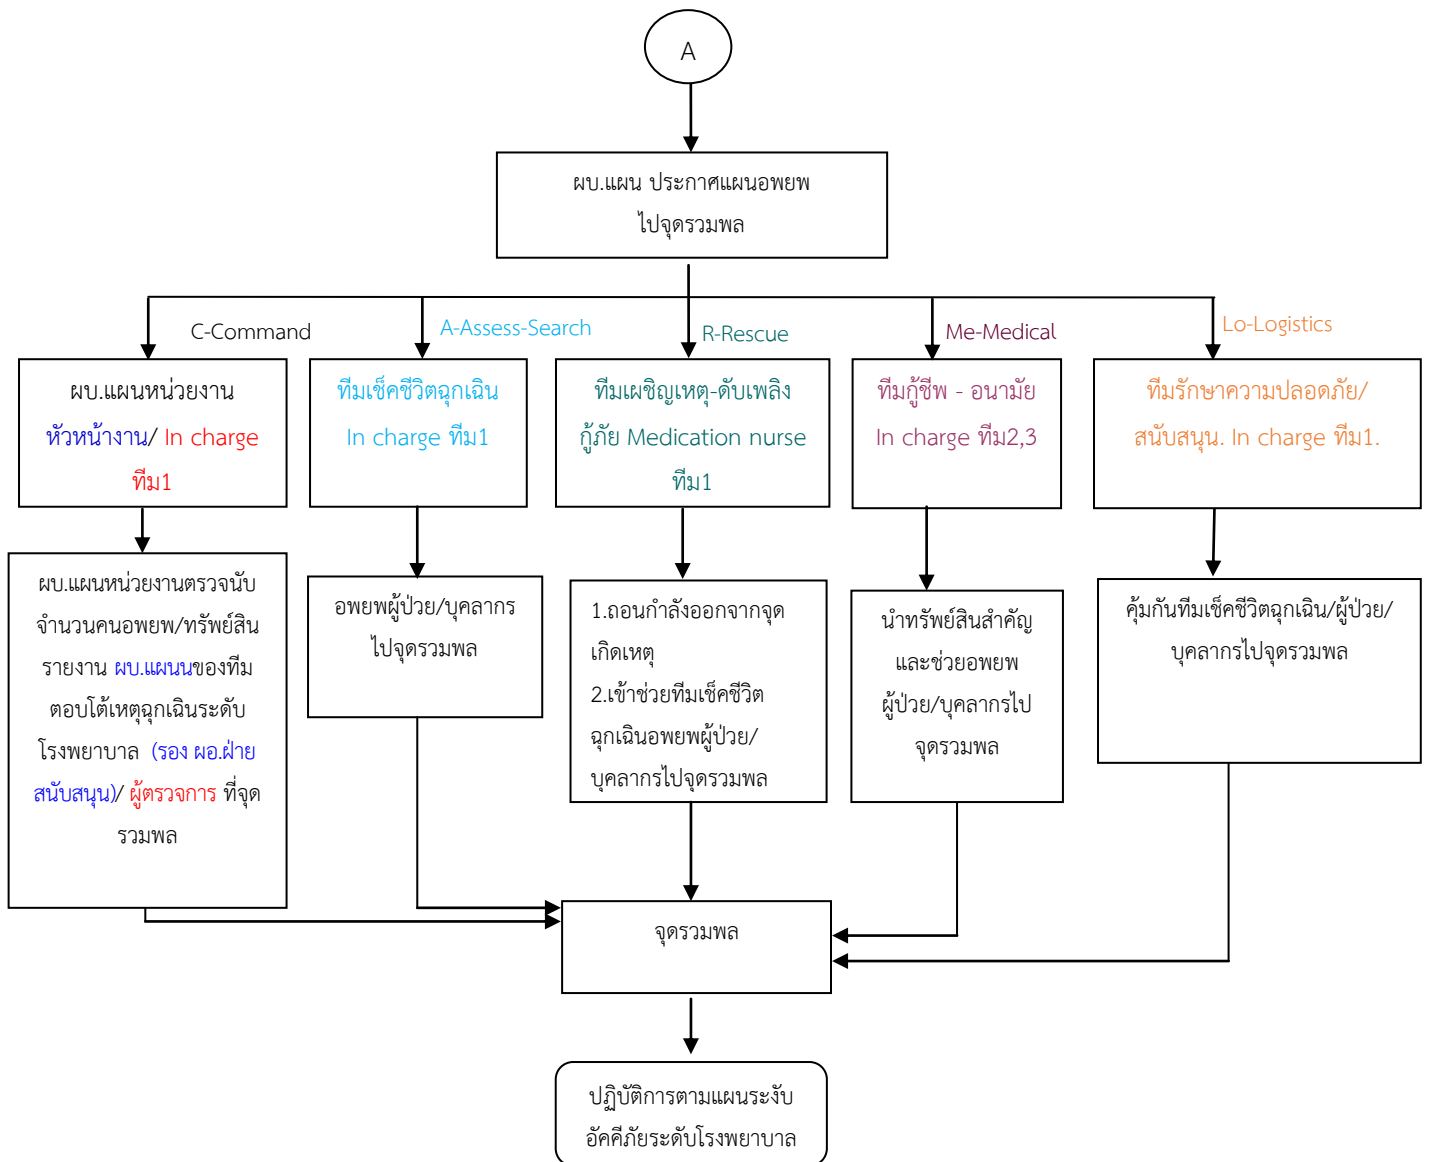 A
ผบ.แผน ประกาศแผนอพยพ
ไปจุดรวมพล
C-Command
A-Assess-Search
R-Rescue
Me-Medical
Lo-Logistics
ผบ.แผนหน่วยงาน
หัวหน้างาน/ In charge
ทีม1
ทีมเช็คชีวิตฉุกเฉิน
In charge ทีม1
ทีมเผชิญเหตุ-ดับเพลิง
กู้ภัย Medication nurse
ทีม1
ทีมกู้ชีพ - อนามัย
In charge ทีม2,3
ทีมรักษาความปลอดภัย/
สนับสนุน. In charge ทีม1.
ผบ.แผนหน่วยงานตรวจนับ
จำนวนคนอพยพ/ทรัพย์สิน
รายงาน ผบ.แผนนของทีม
ตอบโต้เหตุฉุกเฉินระดับ
โรงพยาบาล (รอง ผอ.ฝ่าย
สนับสนุน)/ ผู้ตรวจการ ที่จุด
รวมพล
อพยพผู้ป่วย/บุคลากร
ไปจุดรวมพล
1.ถอนกำลังออกจากจุด
เกิดเหตุ
2.เข้าช่วยทีมเช็คชีวิต
ฉุกเฉินอพยพผู้ป่วย/
บุคลากรไปจุดรวมพล
นำทรัพย์สินสำคัญ
และช่วยอพยพ
ผู้ป่วย/บุคลากรไป
จุดรวมพล
คุ้มกันทีมเช็คชีวิตฉุกเฉิน/ผู้ป่วย/
บุคลากรไปจุดรวมพล
จุดรวมพล
ปฏิบัติการตามแผนระงับ
อัคคีภัยระดับโรงพยาบาล